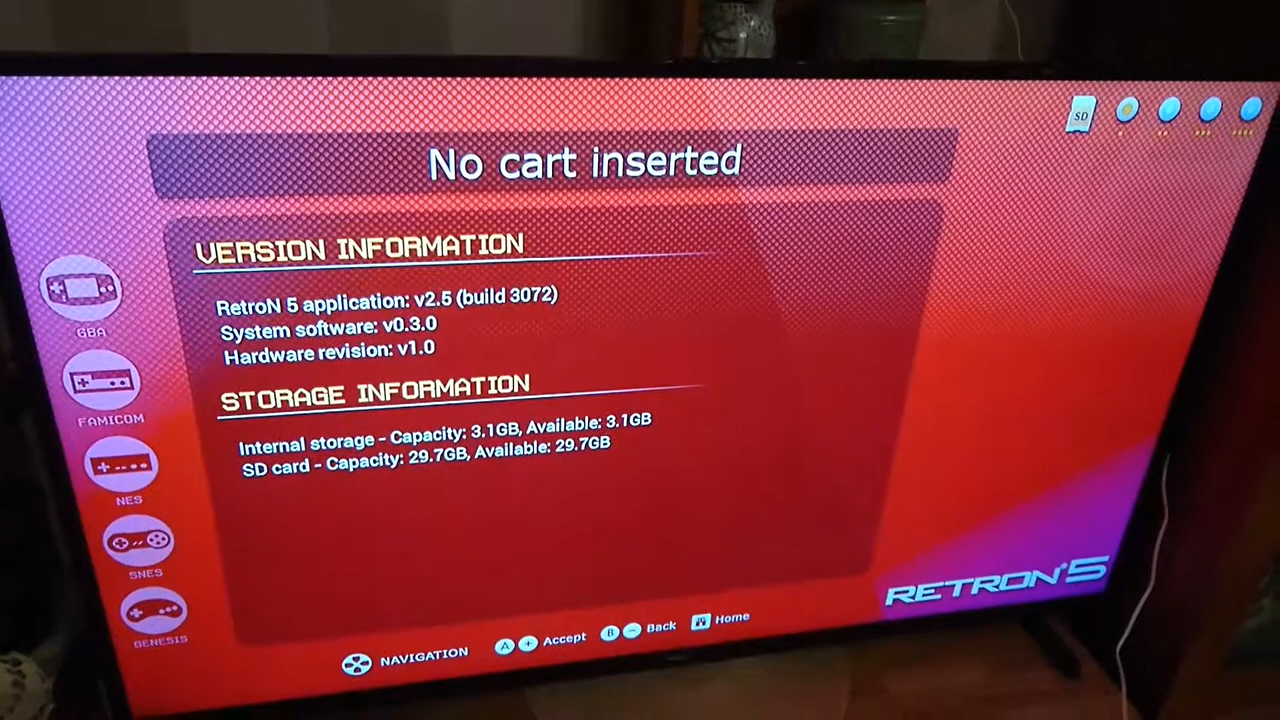 SD
No cart inserted
VERSION INFORMATION
RetroN 5 application: v2.5 (build 3072)
System software: v0.3.0
Hardware revision: v1.0
STORAGE INFORMATION
Internal storage - Capacity: 3.1GB, Available: 3.1GB
SD card - Capacity: 29.7GB, Available: 29.7GB
GBA
FAMICOM
NES
SNES
GENESIS
RETRON 5
NAVIGATION A + Accept B - Back Home